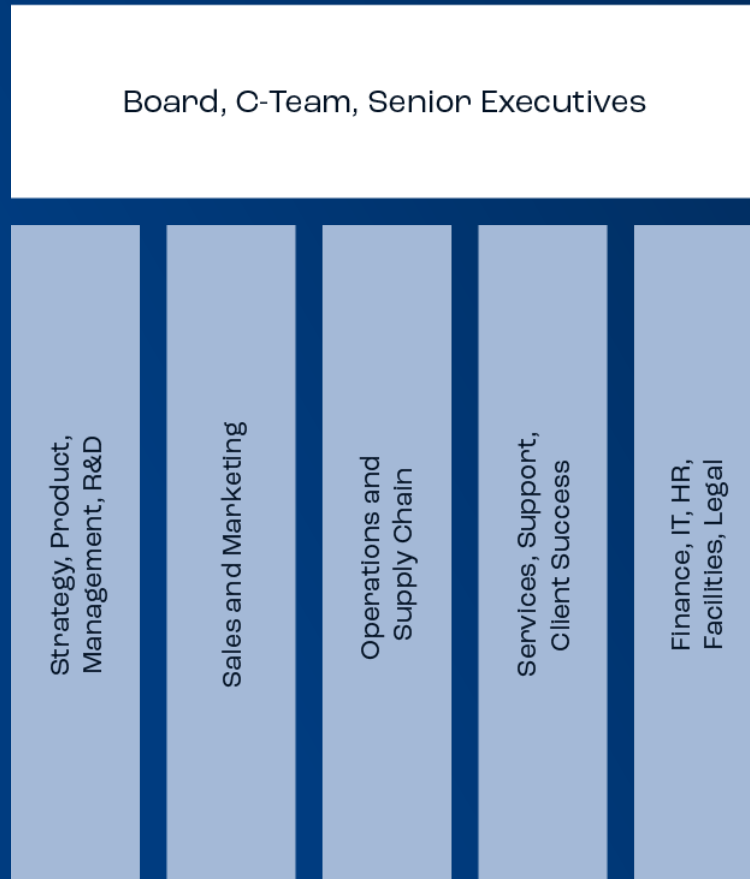 Board, C-Team, Senior Executives
Strategy, Product,
Management, R&D
Sales and Marketing
Operations and
Supply Chain
Services, Support,
Client Success
Finance, IT, HR,
Facilities, Legal